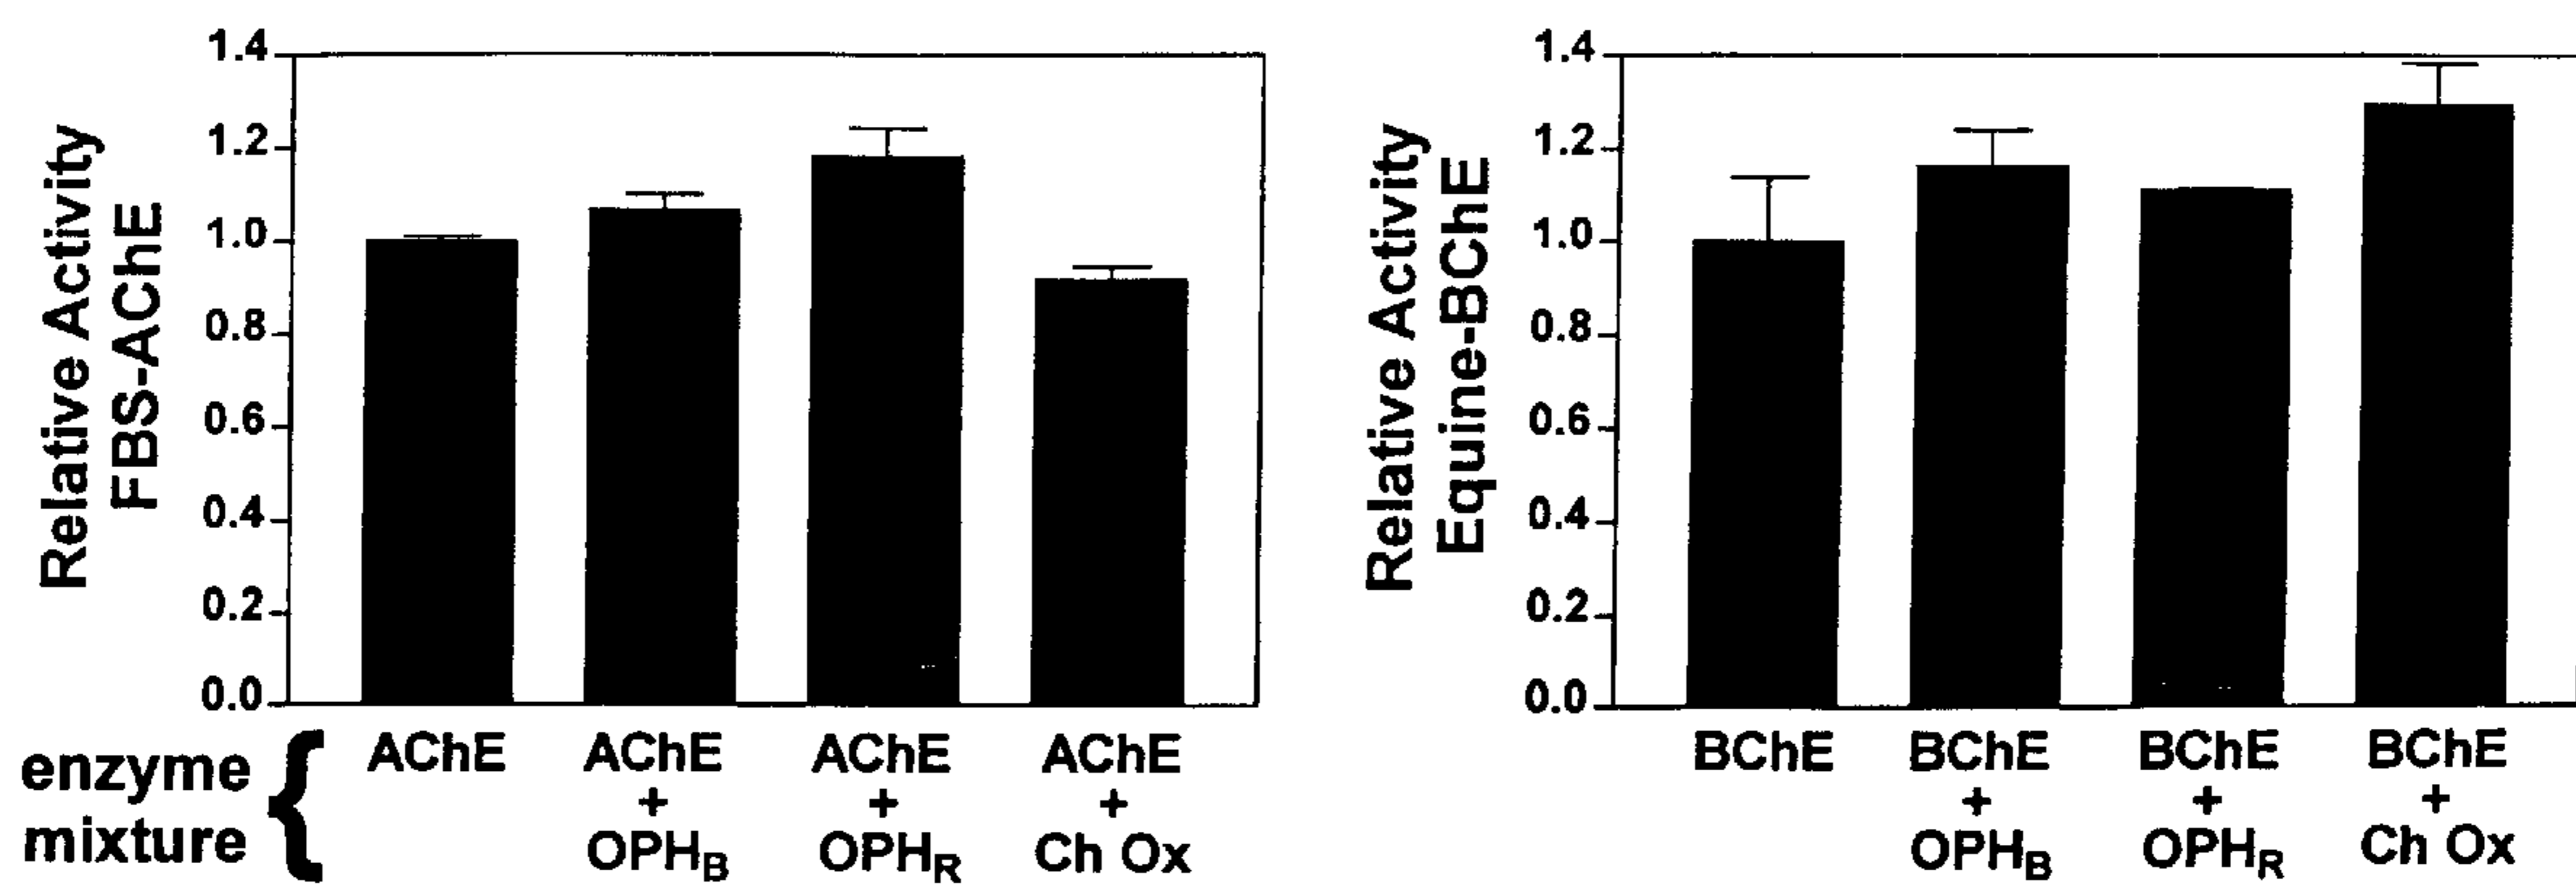 Relative Activity
FBS-AChE
1.4
1.2
1.0
0.8
0.6
0.4
0.2
0.0
enzyme
mixture
{
AChE
AChE
+
OPHB
AChE
+
OPHR
AChE
+
Ch Ox
Relative Activity
Equine-BChE
1.4
1.2
1.0
0.8
0.6
0.4
0.2
0.0
BChE
BChE
+
OPHB
BChE
+
OPHR
BChE
+
Ch Ox